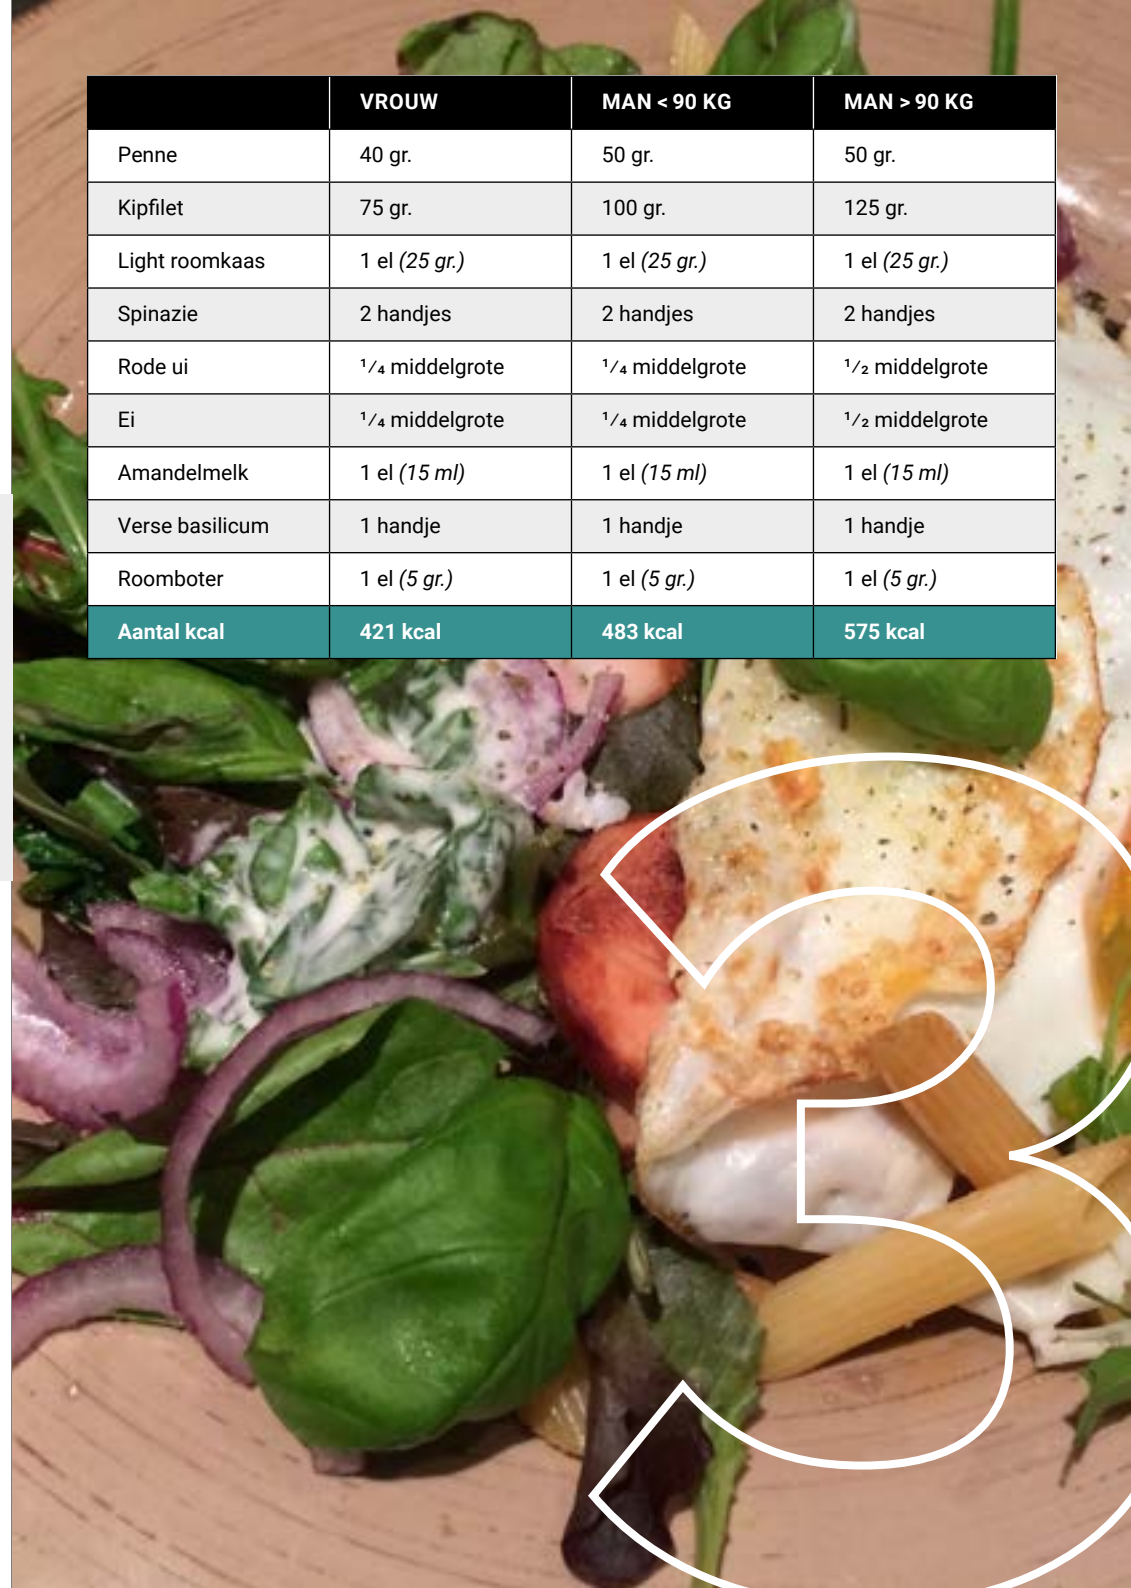 VROUW MAN < 90 KG MAN > 90 KG
Penne 40 gr. 50 gr. 50 gr.
Kipfilet 75 gr. 100 gr. 125 gr.
Light roomkaas 1 el (25 gr.) 1 el (25 gr.) 1 el (25 gr.)
Spinazie 2 handjes 2 handjes 2 handjes
Rode ui ¹⁄₄ middelgrote ¹⁄₄ middelgrote ¹⁄₂ middelgrote
Ei ¹⁄₄ middelgrote ¹⁄₄ middelgrote ¹⁄₂ middelgrote
Amandelmelk 1 el (15 ml) 1 el (15 ml) 1 el (15 ml)
Verse basilicum 1 handje 1 handje 1 handje
Roomboter 1 el (5 gr.) 1 el (5 gr.) 1 el (5 gr.)
Aantal kcal 421 kcal 483 kcal 575 kcal
3